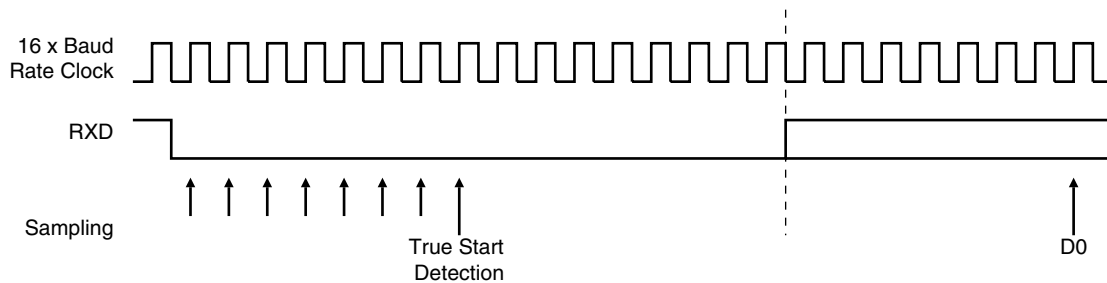 16 x Baud
Rate Clock
RXD
Sampling
True Start
Detection
D0